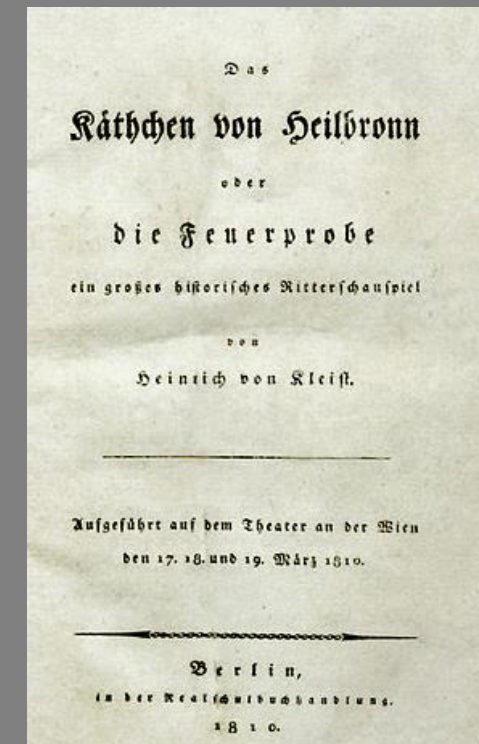 Das
Käthchen von Heilbronn
oder
die Feuerprobe
ein großes historisches Ritterschauspiel
von
Heinrich von Kleist.
Aufgeführt auf dem Theater an der Wien
den 17. 18. und 19. März 1810.
Berlin,
in der Realschulbuchhandlung.
1810.